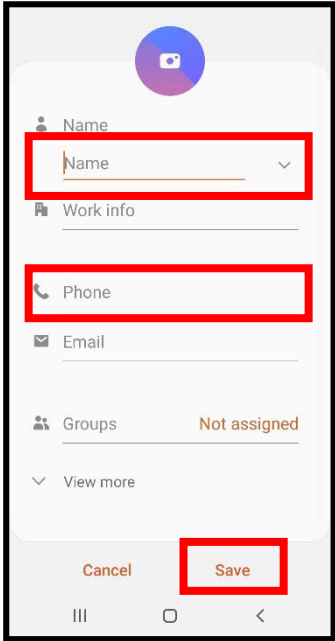 Name
Name
Work info
Phone
Email
Groups Not assigned
View more
Cancel Save